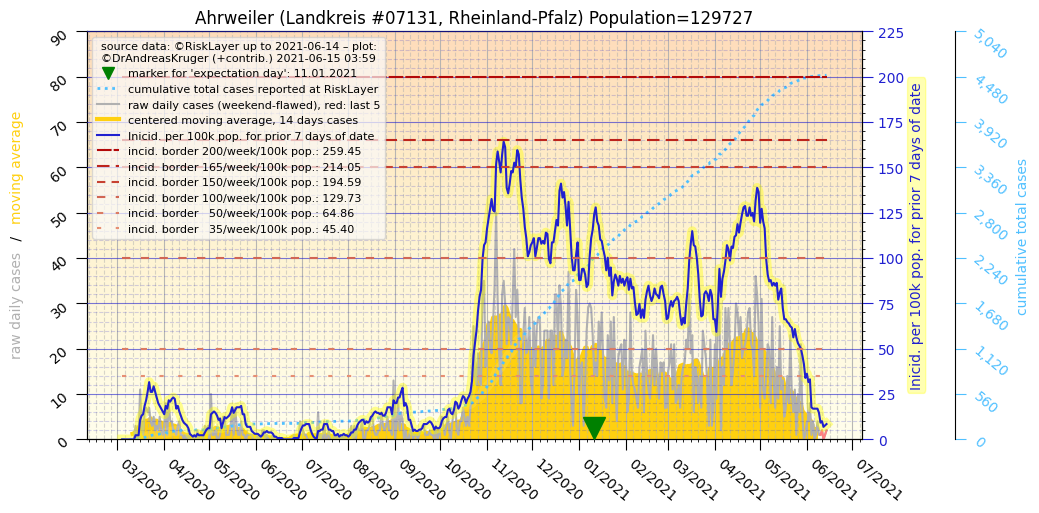 Ahrweiler (Landkreis #07131, Rheinland-Pfalz) Population=129727
source data: ©RiskLayer up to 2021-06-14 – plot:
©DrAndreasKruger (+contrib.) 2021-06-15 03:59
marker for 'expectation day': 11.01.2021
cumulative total cases reported at RiskLayer
raw daily cases (weekend-flawed), red: last 5
centered moving average, 14 days cases
Inicid. per 100k pop. for prior 7 days of date
incid. border 200/week/100k pop.: 259.45
incid. border 165/week/100k pop.: 214.05
incid. border 150/week/100k pop.: 194.59
incid. border 100/week/100k pop.: 129.73
incid. border   50/week/100k pop.: 64.86
incid. border   35/week/100k pop.: 45.40
raw daily cases / moving average
90
80
70
60
50
40
30
20
10
0
03/2020
04/2020
05/2020
06/2020
07/2020
08/2020
09/2020
10/2020
11/2020
12/2020
01/2021
02/2021
03/2021
04/2021
05/2021
06/2021
07/2021
225
200
175
150
125
100
75
50
25
0
Inicid. per 100k pop. for prior 7 days of date
5,040
4,480
3,920
3,360
2,800
2,240
1,680
1,120
560
0
cumulative total cases